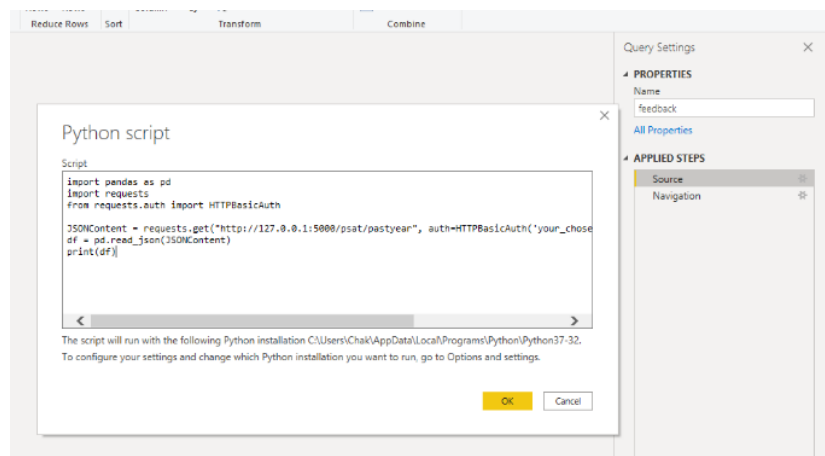 Reduce Rows Sort Transform Combine
Query Settings
PROPERTIES
Name
feedback
All Properties
APPLIED STEPS
Source
Navigation
Python script
Script
import pandas as pd
import requests
from requests.auth import HTTPBasicAuth
JSONContent = requests.get("http://127.0.0.1:5000/psat/pastyear", auth=HTTPBasicAuth('your_chose
df = pd.read_json(JSONContent)
print(df)
The script will run with the following Python installation C:\Users\Chak\AppData\Local\Programs\Python\Python37-32.
To configure your settings and change which Python installation you want to run, go to Options and settings.
OK Cancel